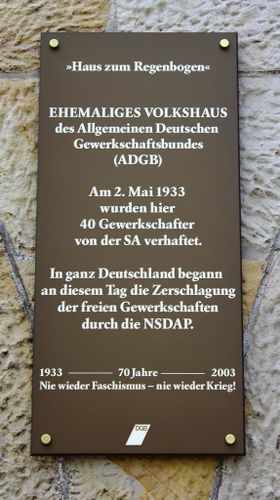 »Haus zum Regenbogen«
EHEMALIGES VOLKSHAUS
des Allgemeinen Deutschen
Gewerkschaftsbundes
(ADGB)
Am 2. Mai 1933
wurden hier
40 Gewerkschafter
von der SA verhaftet.
In ganz Deutschland begann
an diesem Tag die Zerschlagung
der freien Gewerkschaften
durch die NSDAP.
1933 —— 70 Jahre —— 2003
Nie wieder Faschismus – nie wieder Krieg!
DGB